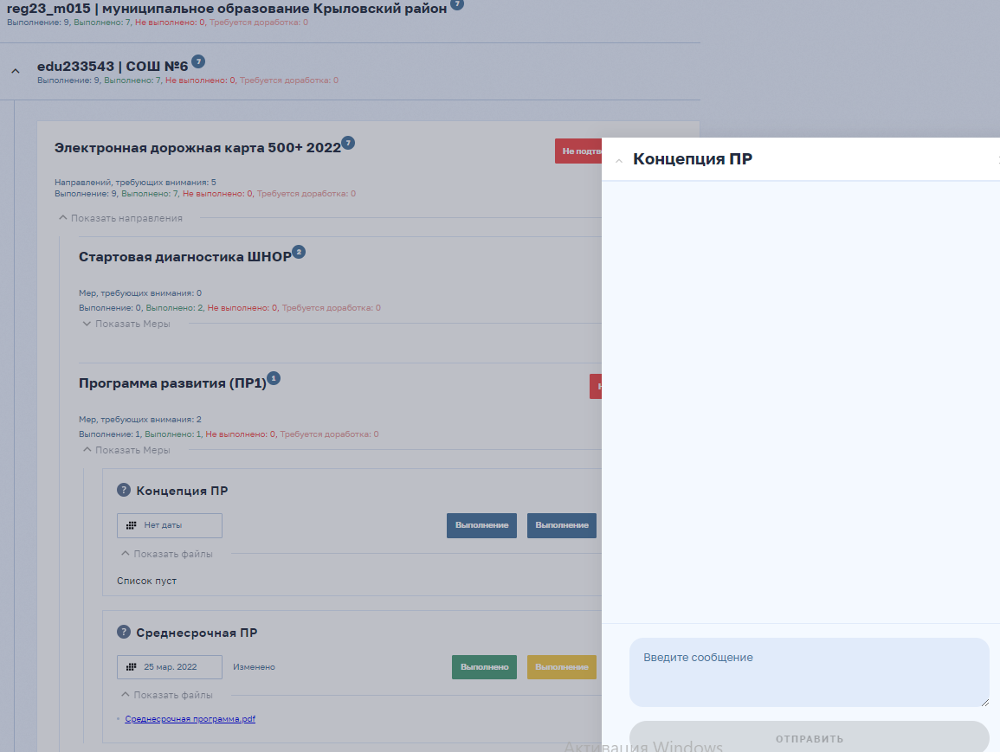 reg23_m015 | муниципальное образование Крыловский район 7
Выполнение: 9, Выполнено: 7, Не выполнено: 0, Требуется доработка: 0
edu233543 | СОШ №6 7
Выполнение: 9, Выполнено: 7, Не выполнено: 0, Требуется доработка: 0
Электронная дорожная карта 500+ 2022 7
Не подтв
Направлений, требующих внимания: 5
Выполнение: 9, Выполнено: 7, Не выполнено: 0, Требуется доработка: 0
Показать направления
Стартовая диагностика ШНОР 2
Мер, требующих внимания: 0
Выполнение: 0, Выполнено: 2, Не выполнено: 0, Требуется доработка: 0
Показать Меры
Программа развития (ПР1) 1
Мер, требующих внимания: 2
Выполнение: 1, Выполнено: 1, Не выполнено: 0, Требуется доработка: 0
Показать Меры
? Концепция ПР
Нет даты
Выполнение Выполнение
Показать файлы
Список пуст
? Среднесрочная ПР
25 мар. 2022 Изменено
Выполнено Выполнение
Показать файлы
Среднесрочная программа.pdf
Концепция ПР
Введите сообщение
ОТПРАВИТЬ
Активация Windows